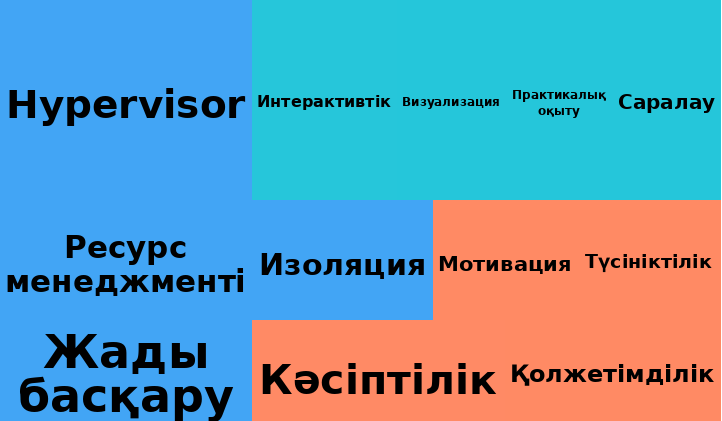 Hypervisor
Интерактивтік
Визуализация
Практикалық
оқыту
Саралау
Ресурс
менеджменті
Изоляция
Мотивация
Түсініктілік
Жады
басқару
Кәсіптілік
Қолжетімділік